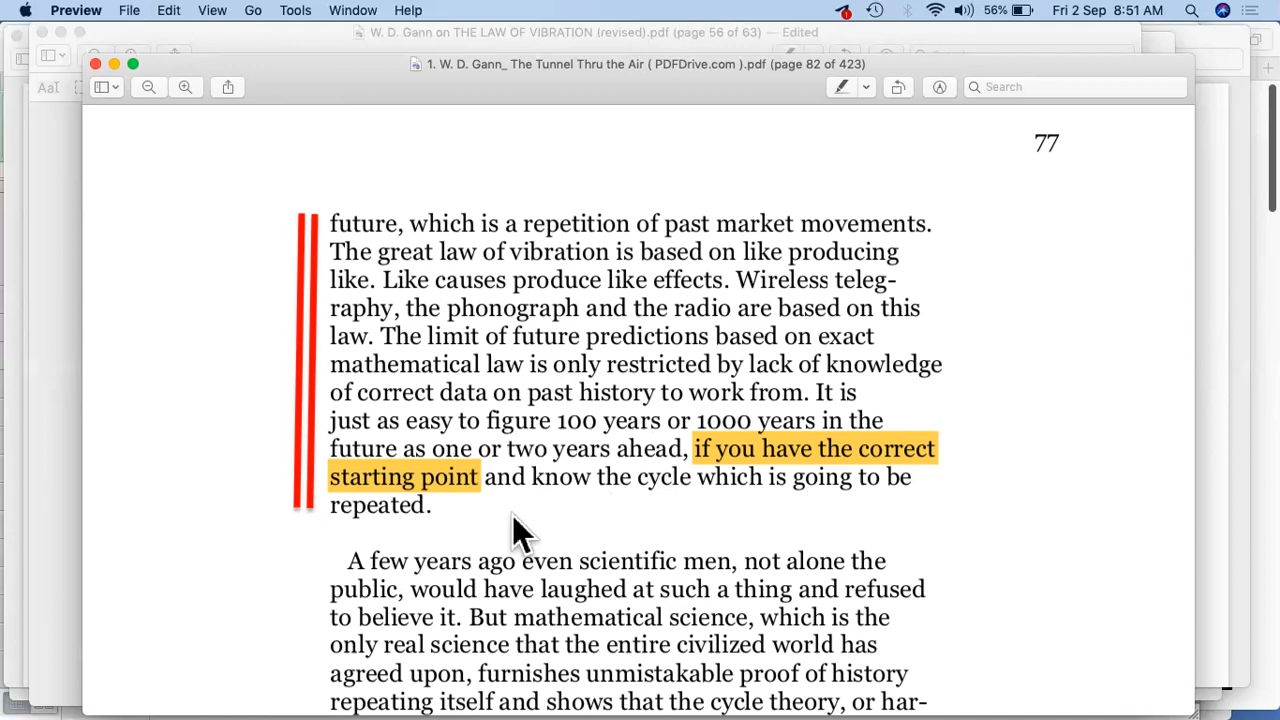 Preview File Edit View Go Tools Window Help 56% Fri 2 Sep 8:51 AM
W. D. Gann on THE LAW OF VIBRATION (revised).pdf (page 56 of 63) — Edited
1. W. D. Gann_ The Tunnel Thru the Air ( PDFDrive.com ).pdf (page 82 of 423)
Search
77
future, which is a repetition of past market movements.
The great law of vibration is based on like producing
like. Like causes produce like effects. Wireless teleg-
raphy, the phonograph and the radio are based on this
law. The limit of future predictions based on exact
mathematical law is only restricted by lack of knowledge
of correct data on past history to work from. It is
just as easy to figure 100 years or 1000 years in the
future as one or two years ahead, if you have the correct
starting point and know the cycle which is going to be
repeated.
A few years ago even scientific men, not alone the
public, would have laughed at such a thing and refused
to believe it. But mathematical science, which is the
only real science that the entire civilized world has
agreed upon, furnishes unmistakable proof of history
repeating itself and shows that the cycle theory, or har-